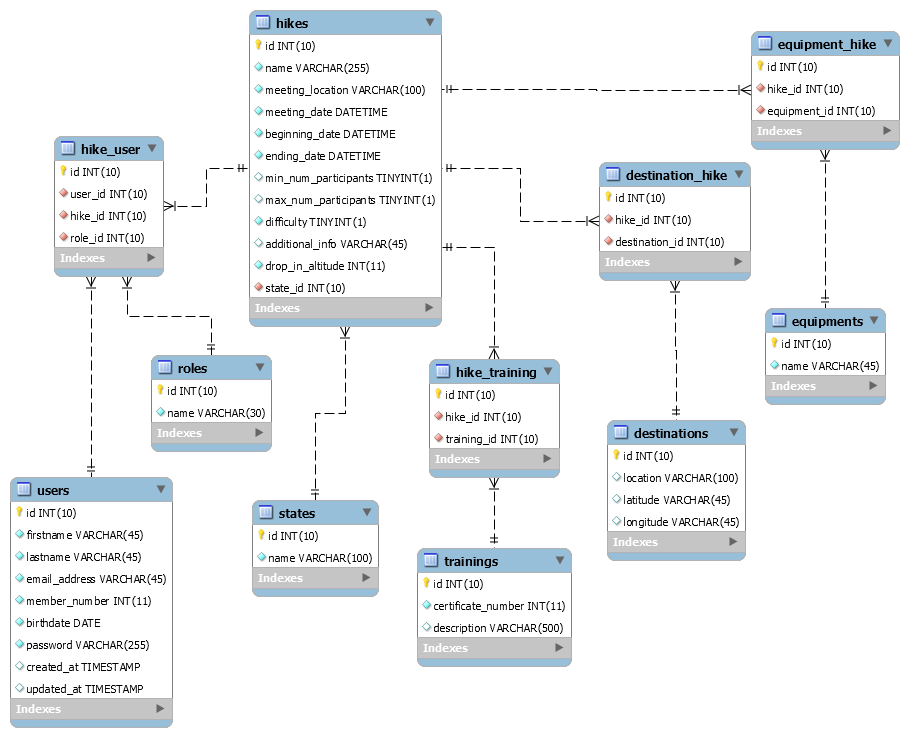 hikes
id INT(10)
name VARCHAR(255)
meeting_location VARCHAR(100)
meeting_date DATETIME
beginning_date DATETIME
ending_date DATETIME
min_num_participants TINYINT(1)
max_num_participants TINYINT(1)
difficulty TINYINT(1)
additional_info VARCHAR(45)
drop_in_altitude INT(11)
state_id INT(10)
Indexes
equipment_hike
id INT(10)
hike_id INT(10)
equipment_id INT(10)
Indexes
hike_user
id INT(10)
user_id INT(10)
hike_id INT(10)
role_id INT(10)
Indexes
destination_hike
id INT(10)
hike_id INT(10)
destination_id INT(10)
Indexes
equipments
id INT(10)
name VARCHAR(45)
Indexes
roles
id INT(10)
name VARCHAR(30)
Indexes
hike_training
id INT(10)
hike_id INT(10)
training_id INT(10)
Indexes
destinations
id INT(10)
location VARCHAR(100)
latitude VARCHAR(45)
longitude VARCHAR(45)
Indexes
users
id INT(10)
firstname VARCHAR(45)
lastname VARCHAR(45)
email_address VARCHAR(45)
member_number INT(11)
birthdate DATE
password VARCHAR(255)
created_at TIMESTAMP
updated_at TIMESTAMP
Indexes
states
id INT(10)
name VARCHAR(100)
Indexes
trainings
id INT(10)
certificate_number INT(11)
description VARCHAR(500)
Indexes